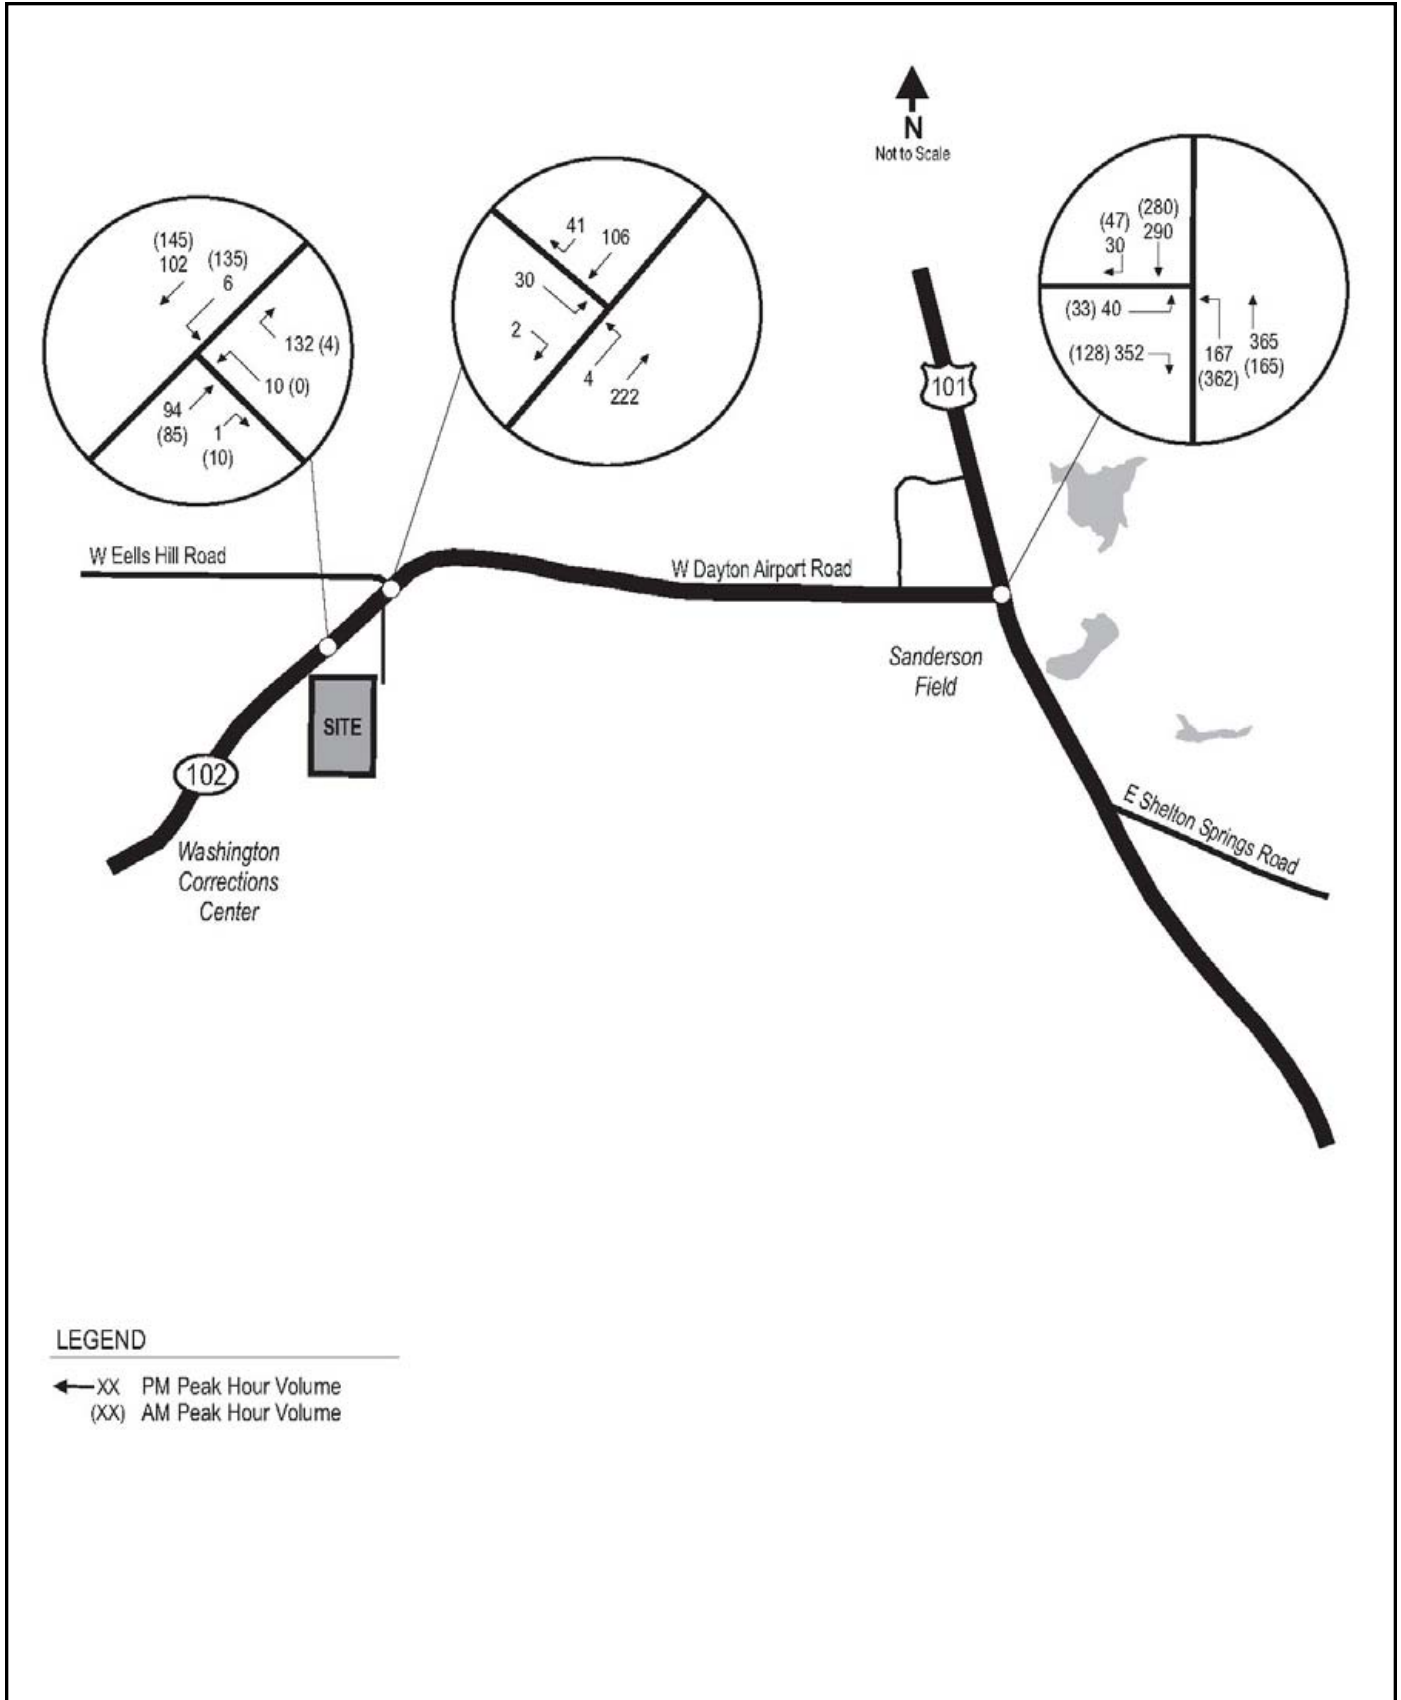 N
Not to Scale
(145)
102
(135)
6
132 (4)
10 (0)
94
(85)
1
(10)
41
106
30
2
4
222
(47)
30
(280)
290
(33) 40
(128) 352
167
(362)
365
(165)
101
W Eells Hill Road
W Dayton Airport Road
Sanderson
Field
SITE
102
Washington
Corrections
Center
E Shelton Springs Road
LEGEND
XX PM Peak Hour Volume
(XX) AM Peak Hour Volume